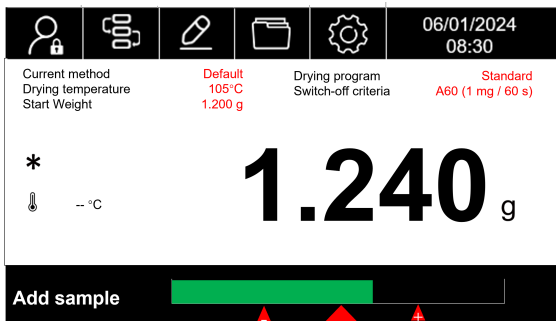 06/01/2024
08:30
Current method Default
Drying temperature 105°C
Start Weight 1.200 g
Drying program Standard
Switch-off criteria A60 (1 mg / 60 s)
*
1.240 g
-- °C
Add sample
- +